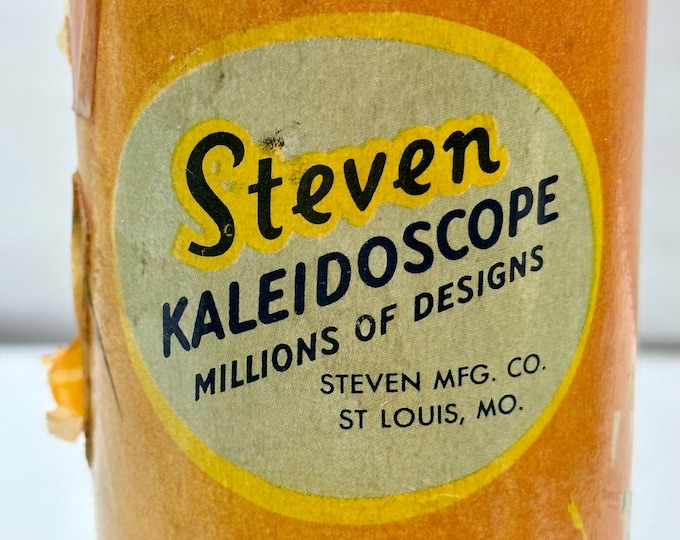 Steven
KALEIDOSCOPE
MILLIONS OF DESIGNS
STEVEN MFG. CO.
ST LOUIS, MO.